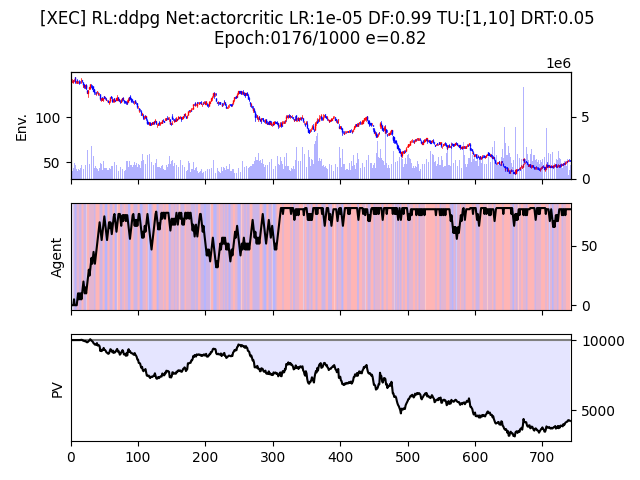 [XEC] RL:ddpg Net:actorcritic LR:1e-05 DF:0.99 TU:[1,10] DRT:0.05
Epoch:0176/1000 e=0.82
1e6
Env.
100
50
5
0
Agent
50
0
PV
10000
5000
0 100 200 300 400 500 600 700